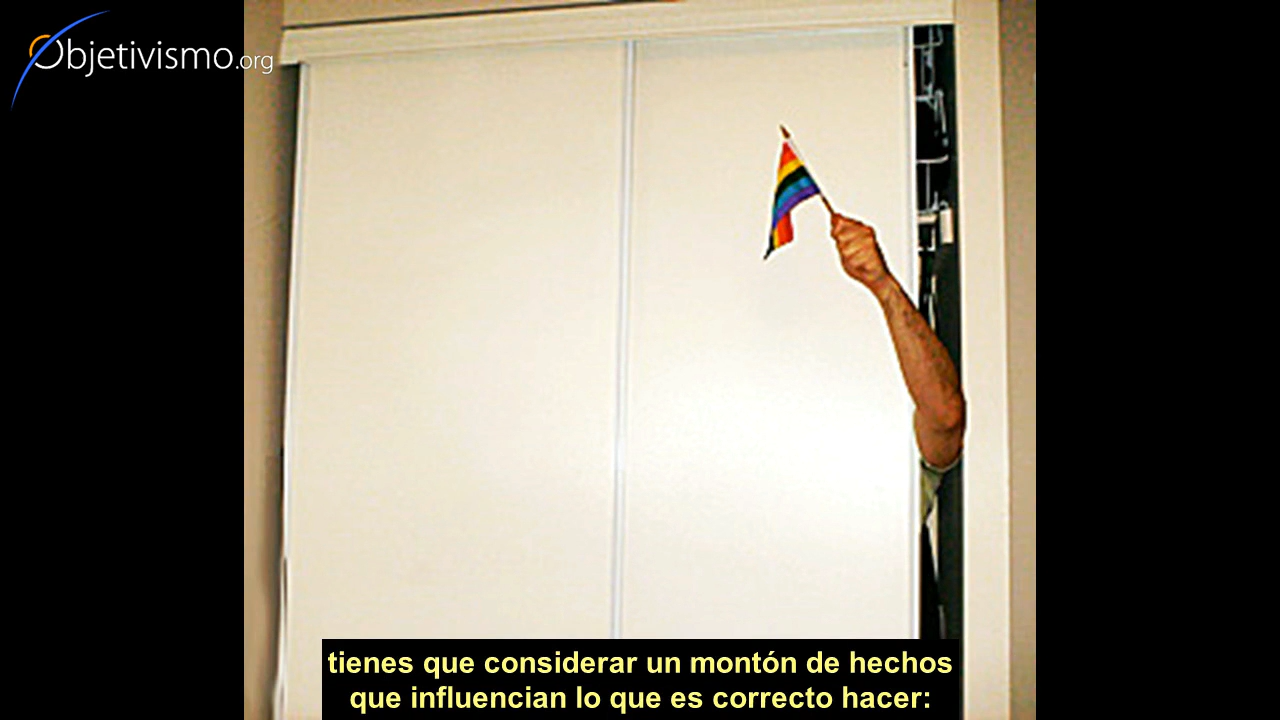 Objetivismo.org
tienes que considerar un montón de hechos
que influencian lo que es correcto hacer: